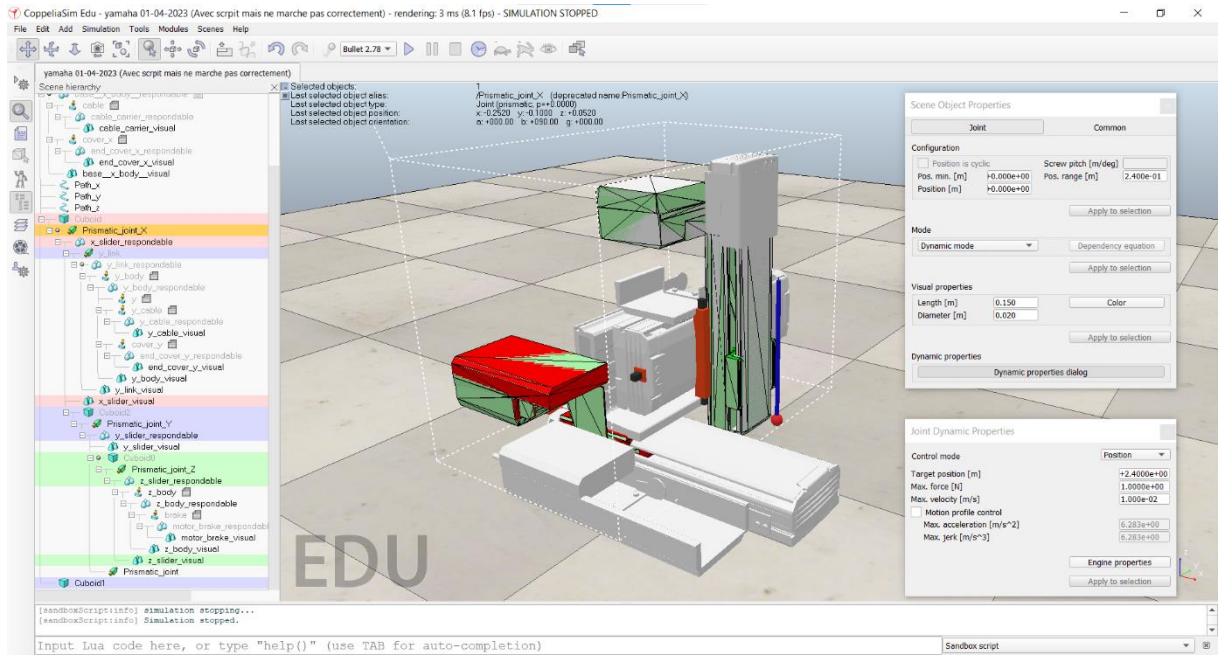 CoppeliaSim Edu - yamaha 01-04-2023 (Avec scrpit mais ne marche pas correctement) - rendering: 3 ms (8.1 fps) - SIMULATION STOPPED
File Edit Add Simulation Tools Modules Scenes Help
Bullet 2.78
yamaha 01-04-2023 (Avec scrpit mais ne marche pas correctement)
Scene hierarchy
cable
cable_carrier_respondable
cable_carrier_visual
cover_x
end_cover_x_respondable
end_cover_x_visual
base__x_body__visual
Path_x
Path_y
Path_z
Cuboid
Prismatic_joint_X
x_slider_respondable
y_link
y_link_respondable
y_body
y_body_respondable
y
y_cable
y_cable_respondable
y_cable_visual
cover_y
end_cover_y_respondable
end_cover_y_visual
y_body_visual
y_link_visual
x_slider_visual
Cuboid2
Prismatic_joint_Y
y_slider_respondable
y_slider_visual
Cuboid0
Prismatic_joint_Z
z_slider_respondable
z_body
z_body_respondable
brake
motor_brake_respondabl
motor_brake_visual
z_body_visual
z_slider_visual
Prismatic_joint
Cuboid1
Selected objects: 1
Last selected object alias: /Prismatic_joint_X (deprecated name:Prismatic_joint_X)
Last selected object type: Joint (prismatic, p=+0.0000)
Last selected object position: x:-0.2520 y:-0.1000 z:+0.0520
Last selected object orientation: a:+000.00 b:+090.00 g:+000.00
EDU
Scene Object Properties
Joint Common
Configuration
Position is cyclic Screw pitch [m/deg]
Pos. min. [m] +0.000e+00 Pos. range [m] 2.400e-01
Position [m] +0.000e+00
Apply to selection
Mode
Dynamic mode Dependency equation
Apply to selection
Visual properties
Length [m] 0.150 Color
Diameter [m] 0.020
Apply to selection
Dynamic properties
Dynamic properties dialog
Joint Dynamic Properties
Control mode Position
Target position [m] +2.4000e+00
Max. force [N] 1.0000e+00
Max. velocity [m/s] 1.000e-02
Motion profile control
Max. acceleration [m/s^2] 6.283e+00
Max. jerk [m/s^3] 6.283e+00
Engine properties
Apply to selection
[sandboxScript:info] simulation stopping...
[sandboxScript:info] Simulation stopped.
Input Lua code here, or type "help()" (use TAB for auto-completion)
Sandbox script